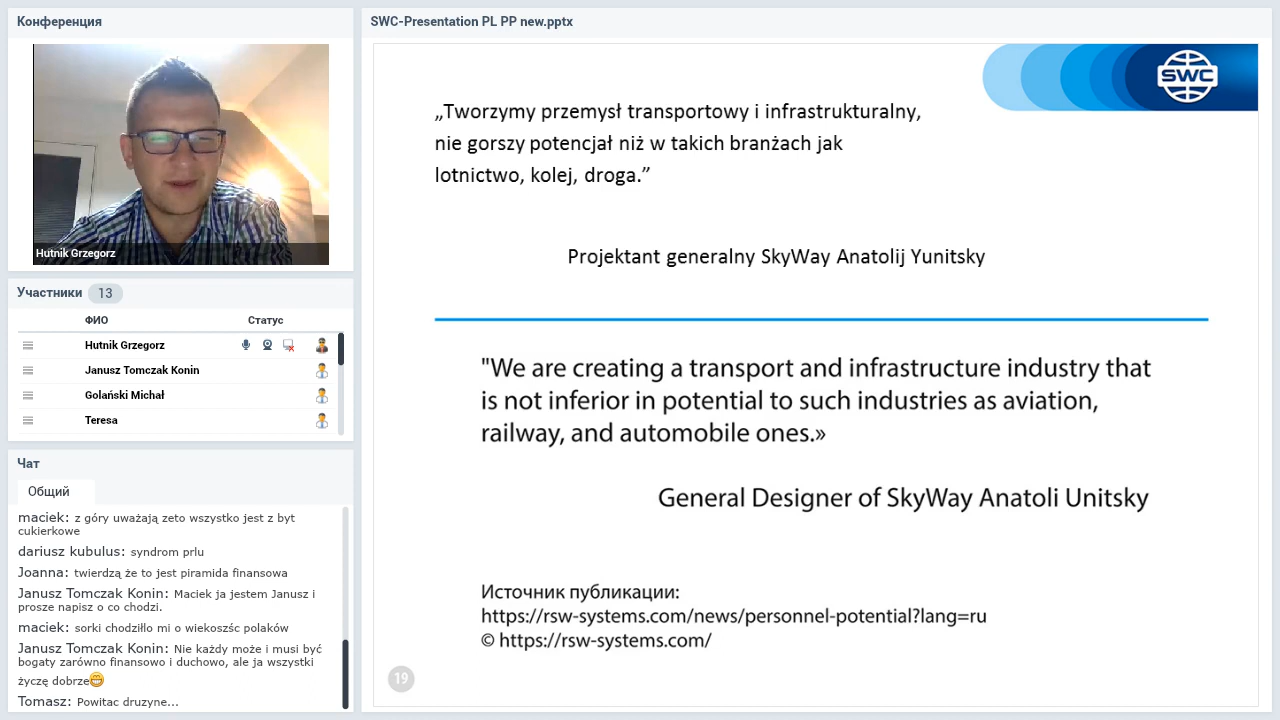 Конференция
Hutnik Grzegorz
Участники 13
ФИО Статус
Hutnik Grzegorz
Janusz Tomczak Konin
Golański Michał
Teresa
Чат
Общий
maciek: z góry uważają zeto wszystko jest z byt
cukierkowe
dariusz kubulus: syndrom prlu
Joanna: twierdzą że to jest piramida finansowa
Janusz Tomczak Konin: Maciek ja jestem Janusz i
prosze napisz o co chodzi.
maciek: sorki chodziłlo mi o wiekoszśc polaków
Janusz Tomczak Konin: Nie każdy może i musi być
bogaty zarówno finansowo i duchowo, ale ja wszystki
życzę dobrze😁
Tomasz: Powitac druzyne...
SWC-Presentation PL PP new.pptx
SWC
„Tworzymy przemysł transportowy i infrastrukturalny,
nie gorszy potencjał niż w takich branżach jak
lotnictwo, kolej, droga.”
Projektant generalny SkyWay Anatolij Yunitsky
"We are creating a transport and infrastructure industry that
is not inferior in potential to such industries as aviation,
railway, and automobile ones.»
General Designer of SkyWay Anatoli Unitsky
Источник публикации:
https://rsw-systems.com/news/personnel-potential?lang=ru
© https://rsw-systems.com/
19